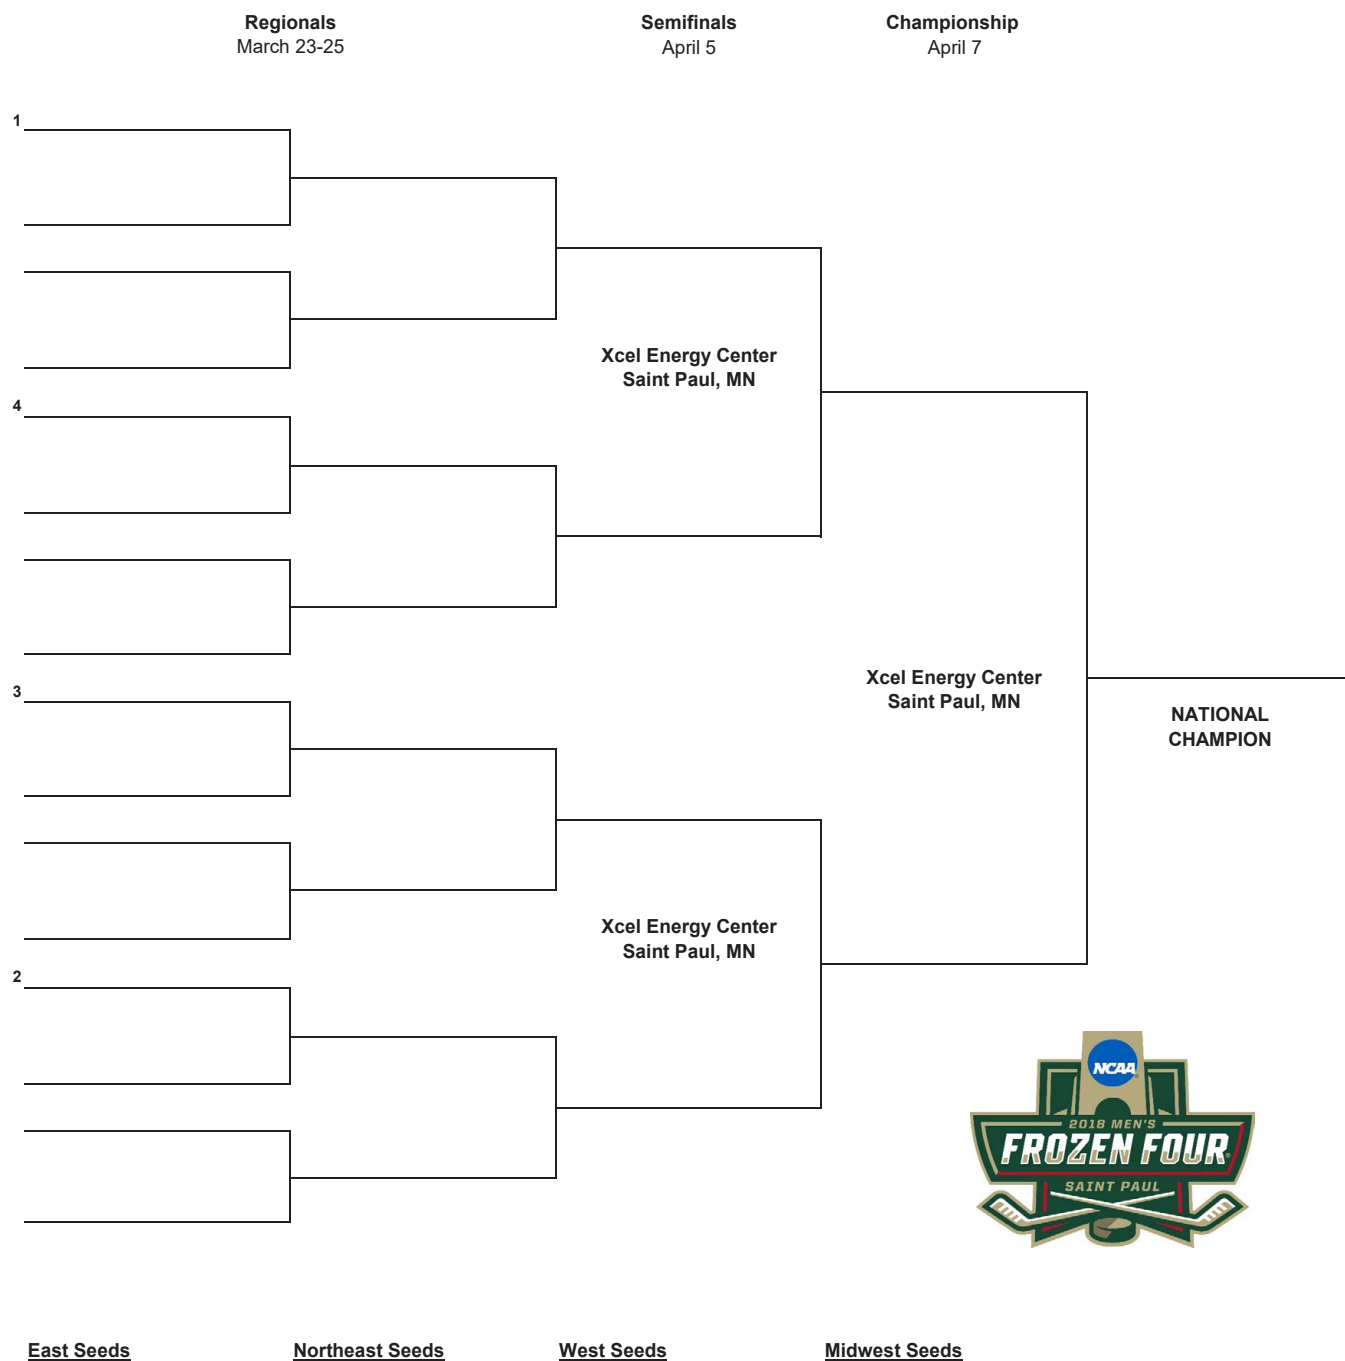 Regionals
March 23-25
Semifinals
April 5
Championship
April 7
1
Xcel Energy Center
Saint Paul, MN
4
3
Xcel Energy Center
Saint Paul, MN
NATIONAL
CHAMPION
Xcel Energy Center
Saint Paul, MN
2
NCAA
2018 MEN'S
FROZEN FOUR
SAINT PAUL
East Seeds
Northeast Seeds
West Seeds
Midwest Seeds